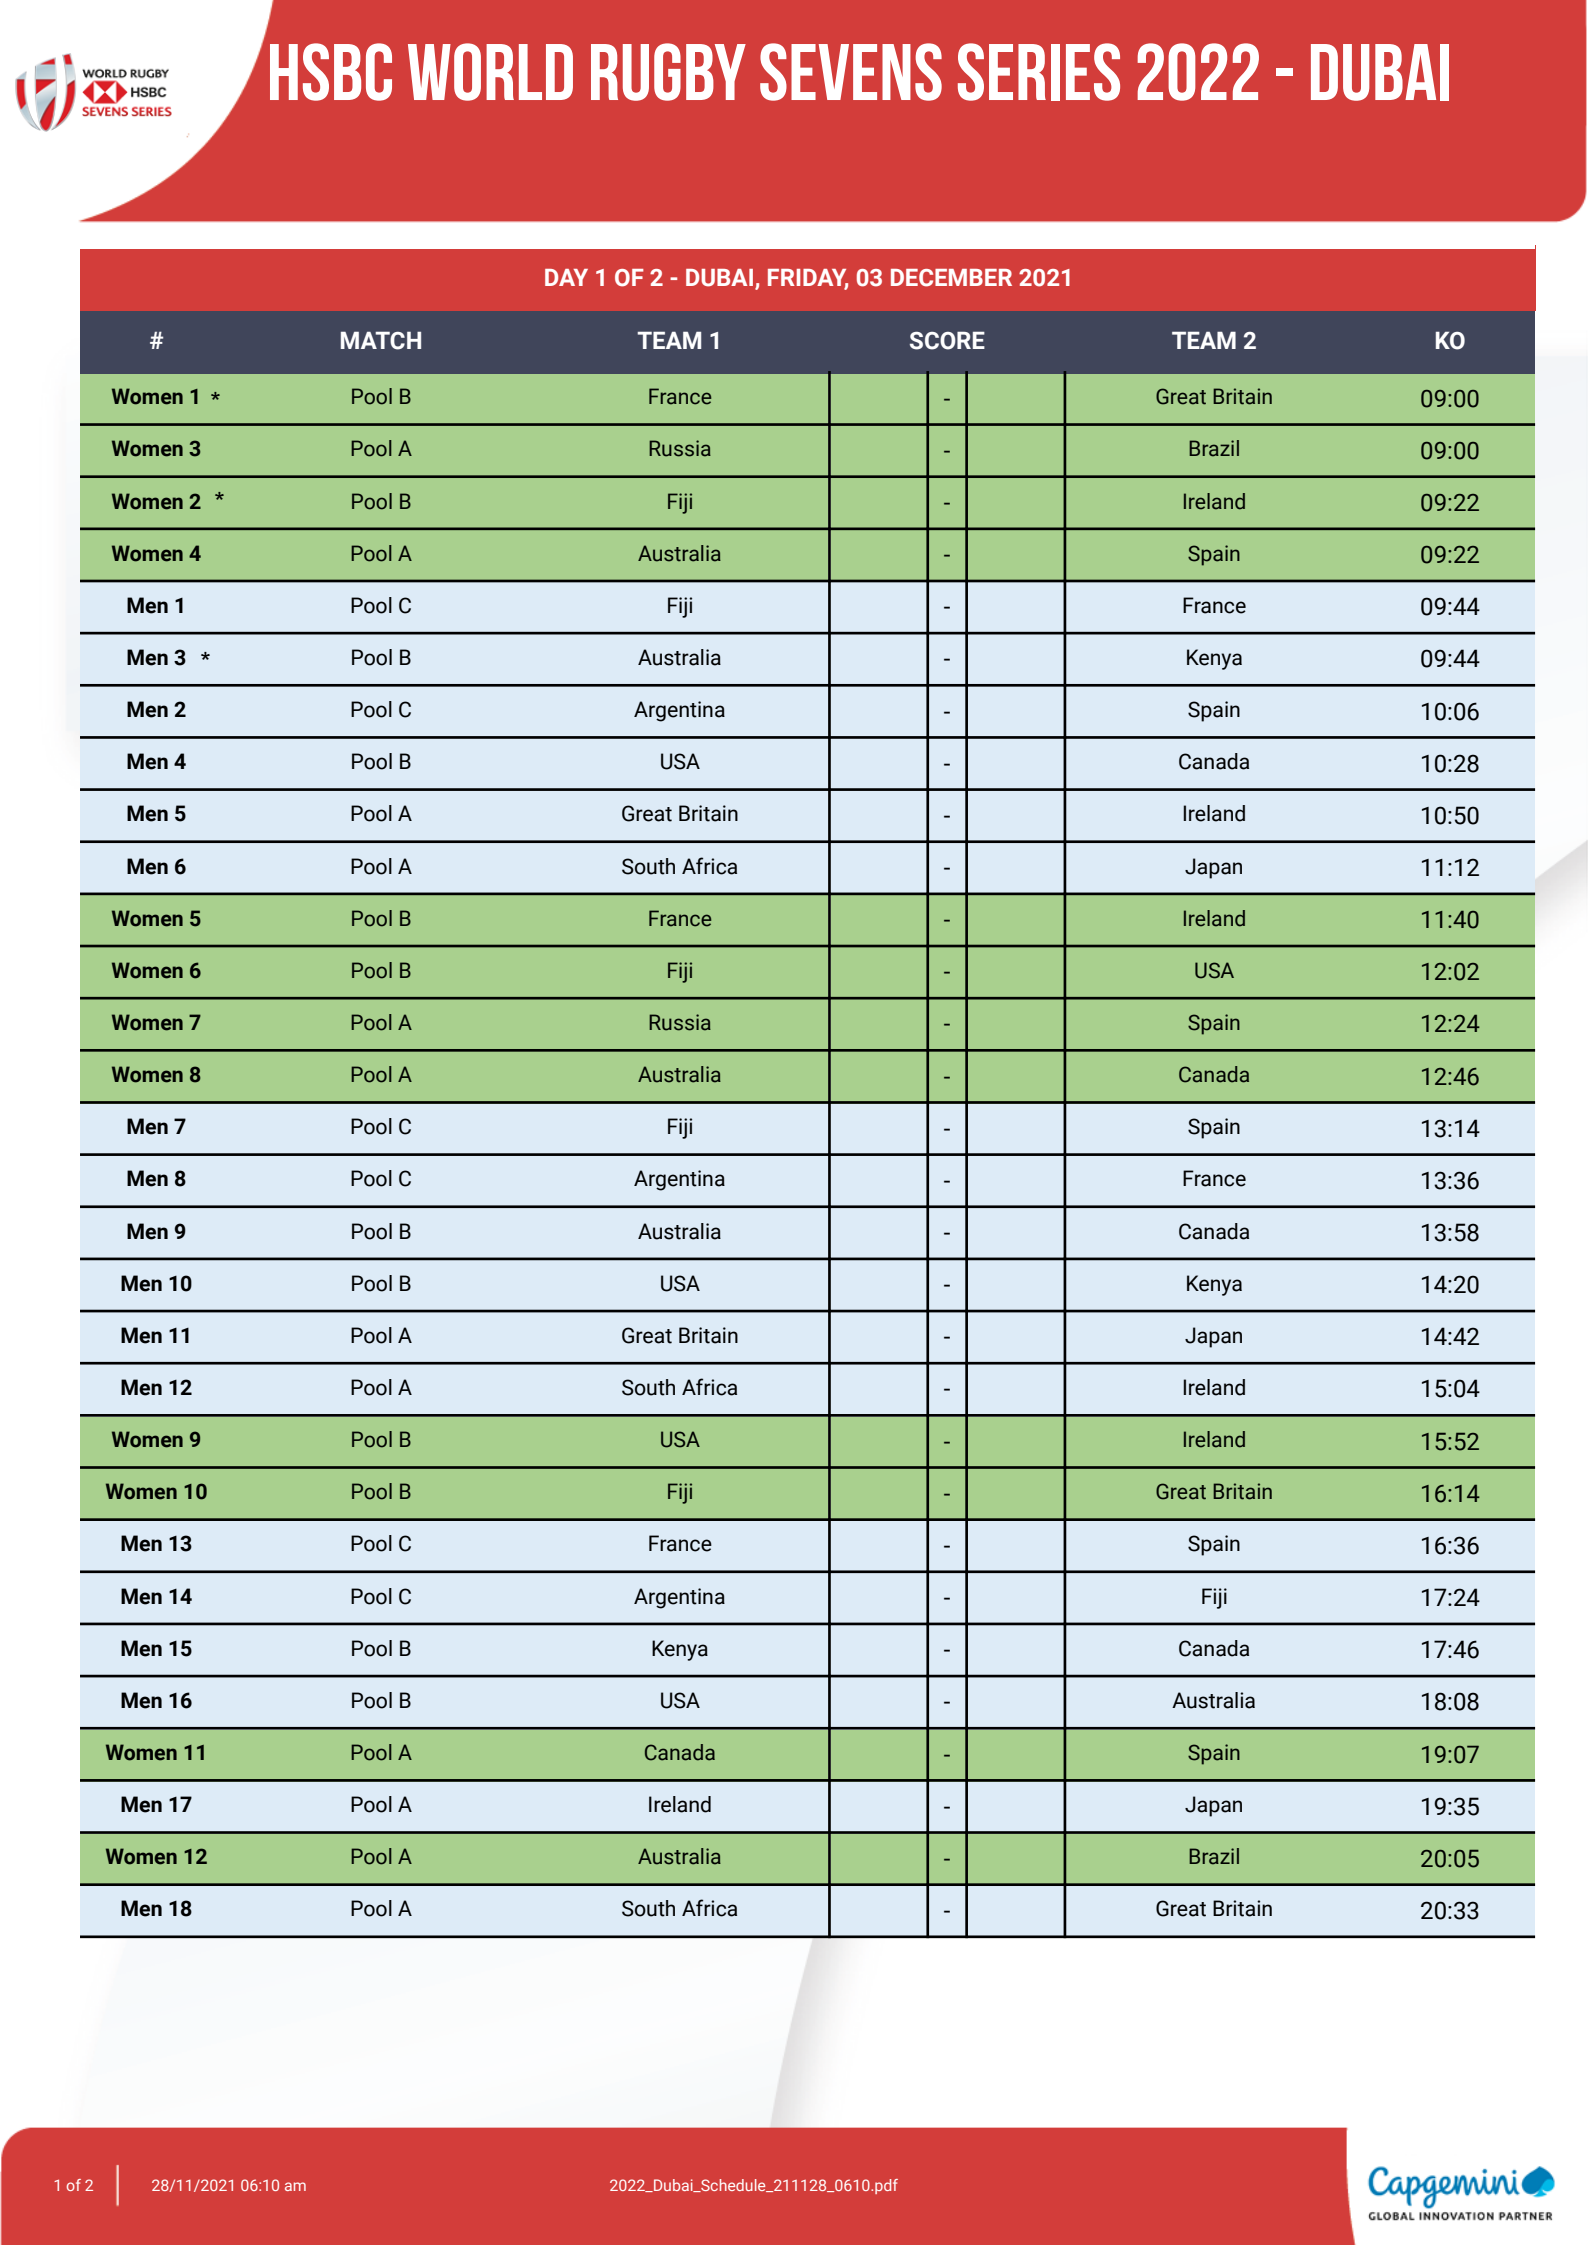 HSBC WORLD RUGBY SEVENS SERIES 2022 - DUBAI
WORLD RUGBY
HSBC
SEVENS SERIES
DAY 1 OF 2 - DUBAI, FRIDAY, 03 DECEMBER 2021
# MATCH TEAM 1 SCORE TEAM 2 KO
Women 1 * Pool B France - Great Britain 09:00
Women 3 Pool A Russia - Brazil 09:00
Women 2 * Pool B Fiji - Ireland 09:22
Women 4 Pool A Australia - Spain 09:22
Men 1 Pool C Fiji - France 09:44
Men 3 * Pool B Australia - Kenya 09:44
Men 2 Pool C Argentina - Spain 10:06
Men 4 Pool B USA - Canada 10:28
Men 5 Pool A Great Britain - Ireland 10:50
Men 6 Pool A South Africa - Japan 11:12
Women 5 Pool B France - Ireland 11:40
Women 6 Pool B Fiji - USA 12:02
Women 7 Pool A Russia - Spain 12:24
Women 8 Pool A Australia - Canada 12:46
Men 7 Pool C Fiji - Spain 13:14
Men 8 Pool C Argentina - France 13:36
Men 9 Pool B Australia - Canada 13:58
Men 10 Pool B USA - Kenya 14:20
Men 11 Pool A Great Britain - Japan 14:42
Men 12 Pool A South Africa - Ireland 15:04
Women 9 Pool B USA - Ireland 15:52
Women 10 Pool B Fiji - Great Britain 16:14
Men 13 Pool C France - Spain 16:36
Men 14 Pool C Argentina - Fiji 17:24
Men 15 Pool B Kenya - Canada 17:46
Men 16 Pool B USA - Australia 18:08
Women 11 Pool A Canada - Spain 19:07
Men 17 Pool A Ireland - Japan 19:35
Women 12 Pool A Australia - Brazil 20:05
Men 18 Pool A South Africa - Great Britain 20:33
1 of 2 28/11/2021 06:10 am 2022_Dubai_Schedule_211128_0610.pdf
Capgemini
GLOBAL INNOVATION PARTNER